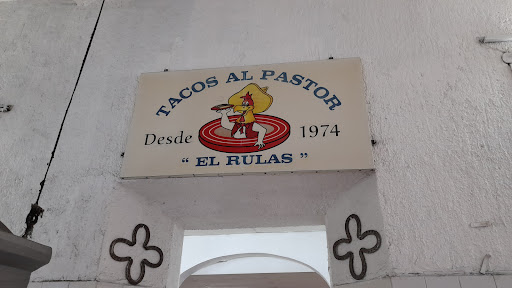 TACOS AL PASTOR
Desde 1974
“ EL RULAS ”